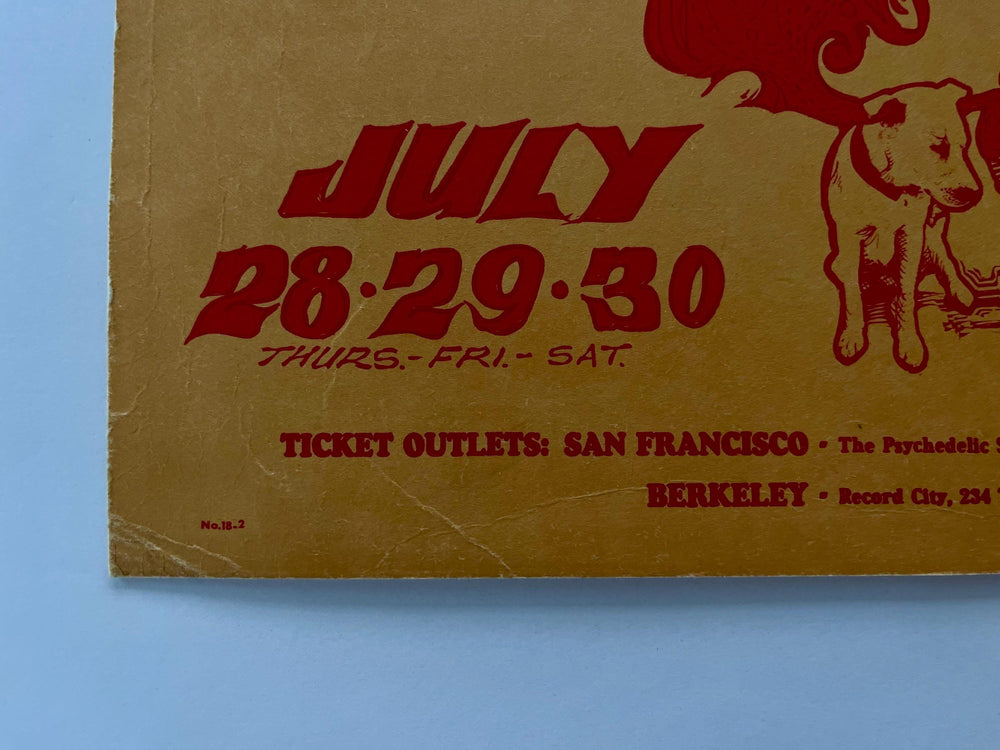 JULY
28·29·30
THURS.-FRI.- SAT.
TICKET OUTLETS: SAN FRANCISCO - The Psychedelic
BERKELEY - Record City, 234
No.18-2